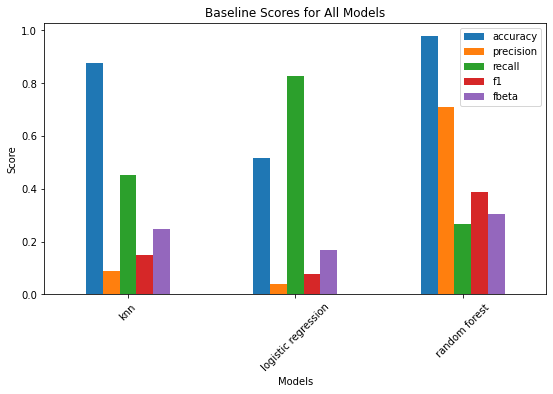 Baseline Scores for All Models
accuracy
precision
recall
f1
fbeta
Score
1.0
0.8
0.6
0.4
0.2
0.0
knn
logistic regression
random forest
Models